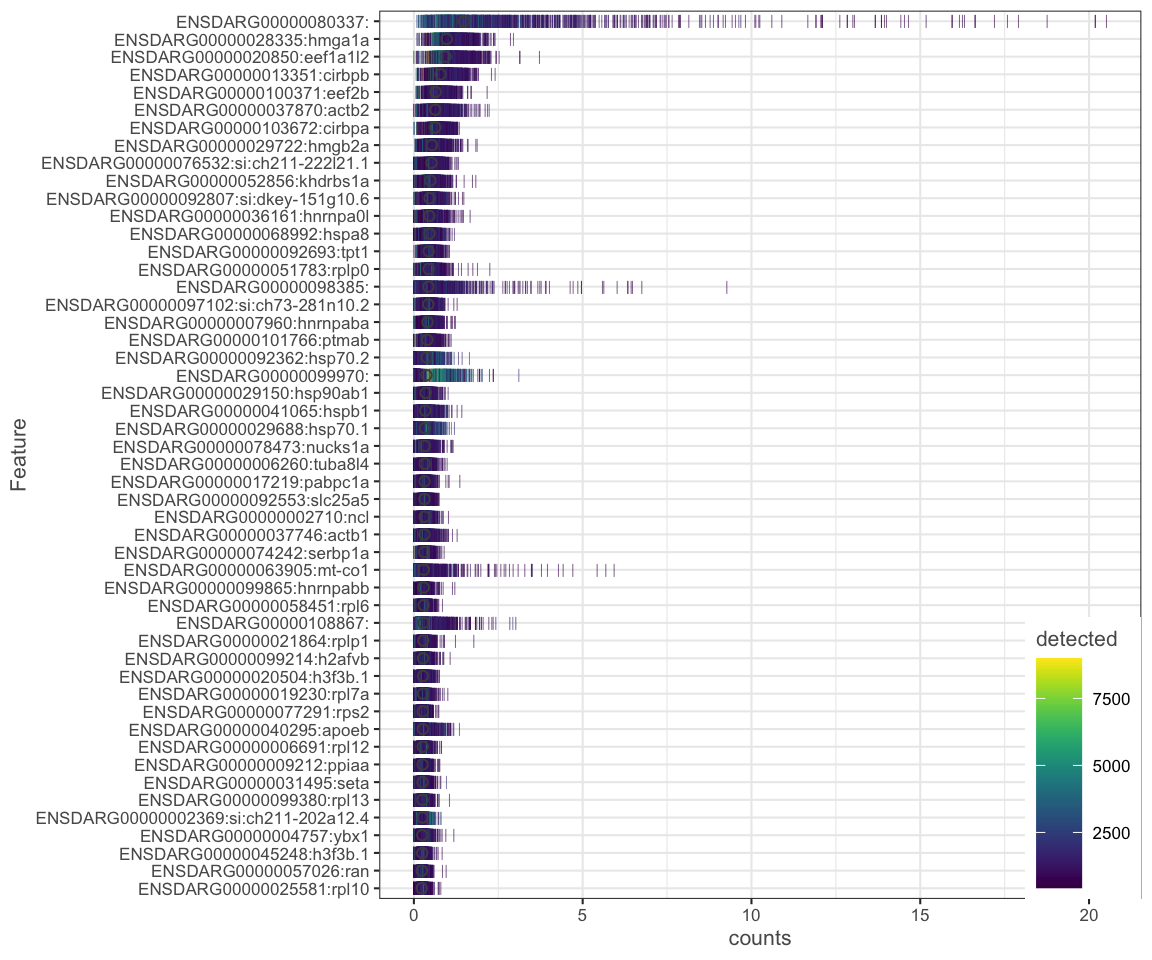 ENSDARG00000080337:
ENSDARG00000028335:hmga1a
ENSDARG00000020850:eef1a1l2
ENSDARG00000013351:cirbpb
ENSDARG00000100371:eef2b
ENSDARG00000037870:actb2
ENSDARG00000103672:cirbpa
ENSDARG00000029722:hmgb2a
ENSDARG00000076532:si:ch211-222l21.1
ENSDARG00000052856:khdrbs1a
ENSDARG00000092807:si:dkey-151g10.6
ENSDARG00000036161:hnrnpa0l
ENSDARG00000068992:hspa8
ENSDARG00000092693:tpt1
ENSDARG00000051783:rplp0
ENSDARG00000098385:
ENSDARG00000097102:si:ch73-281n10.2
ENSDARG00000007960:hnrnpaba
ENSDARG00000101766:ptmab
ENSDARG00000092362:hsp70.2
ENSDARG00000099970:
ENSDARG00000029150:hsp90ab1
ENSDARG00000041065:hspb1
ENSDARG00000029688:hsp70.1
ENSDARG00000078473:nucks1a
ENSDARG00000006260:tuba8l4
ENSDARG00000017219:pabpc1a
ENSDARG00000092553:slc25a5
ENSDARG00000002710:ncl
ENSDARG00000037746:actb1
ENSDARG00000074242:serbp1a
ENSDARG00000063905:mt-co1
ENSDARG00000099865:hnrnpabb
ENSDARG00000058451:rpl6
ENSDARG00000108867:
ENSDARG00000021864:rplp1
ENSDARG00000099214:h2afvb
ENSDARG00000020504:h3f3b.1
ENSDARG00000019230:rpl7a
ENSDARG00000077291:rps2
ENSDARG00000040295:apoeb
ENSDARG00000006691:rpl12
ENSDARG00000009212:ppiaa
ENSDARG00000031495:seta
ENSDARG00000099380:rpl13
ENSDARG00000002369:si:ch211-202a12.4
ENSDARG00000004757:ybx1
ENSDARG00000045248:h3f3b.1
ENSDARG00000057026:ran
ENSDARG00000025581:rpl10
Feature
0 5 10 15 20
counts
detected
7500
5000
2500